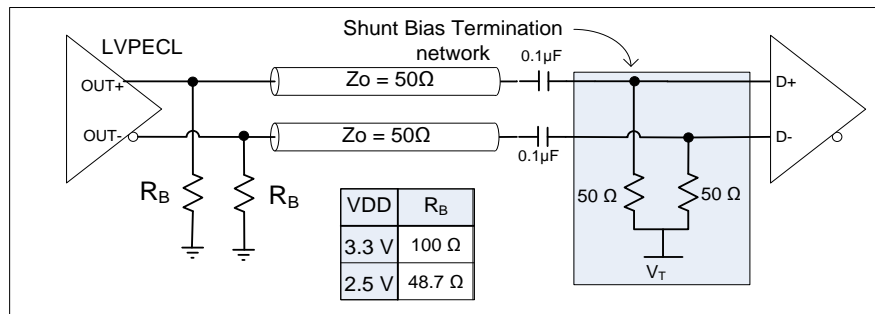 Shunt Bias Termination
network
LVPECL
0.1µF
OUT+
Zo = 50Ω
D+
OUT-
Zo = 50Ω
D-
0.1µF
RB
RB
50 Ω
50 Ω
VDD RB
3.3 V 100 Ω
2.5 V 48.7 Ω
VT